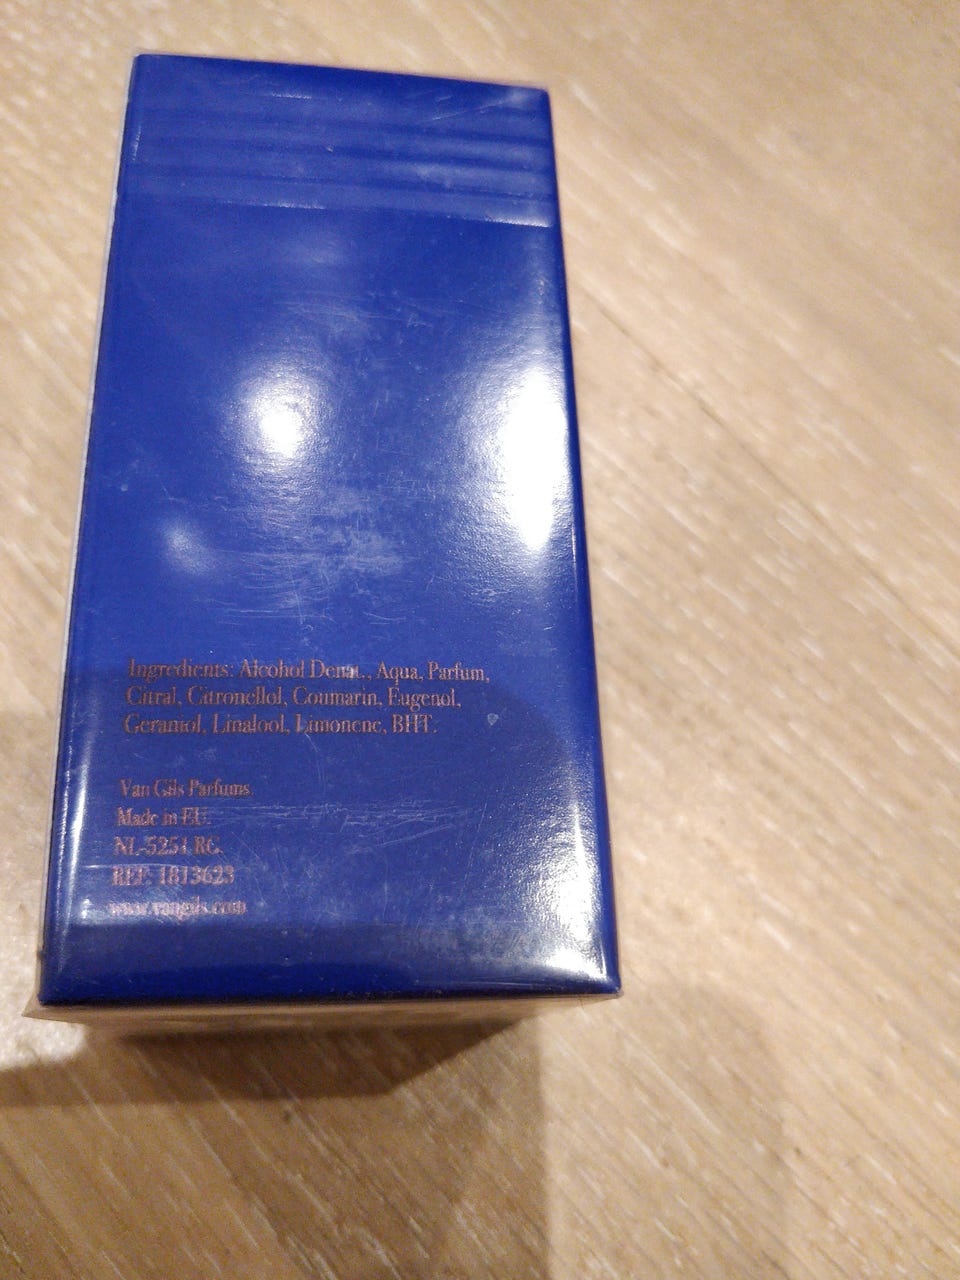 Ingredients: Alcohol Denat., Aqua, Parfum,
Citral, Citronellol, Coumarin, Eugenol,
Geraniol, Linalool, Limonene, BHT.
Van Gils Parfums
Made in EU.
NL-5251 RG
REF: 1813623
www.vangils.com